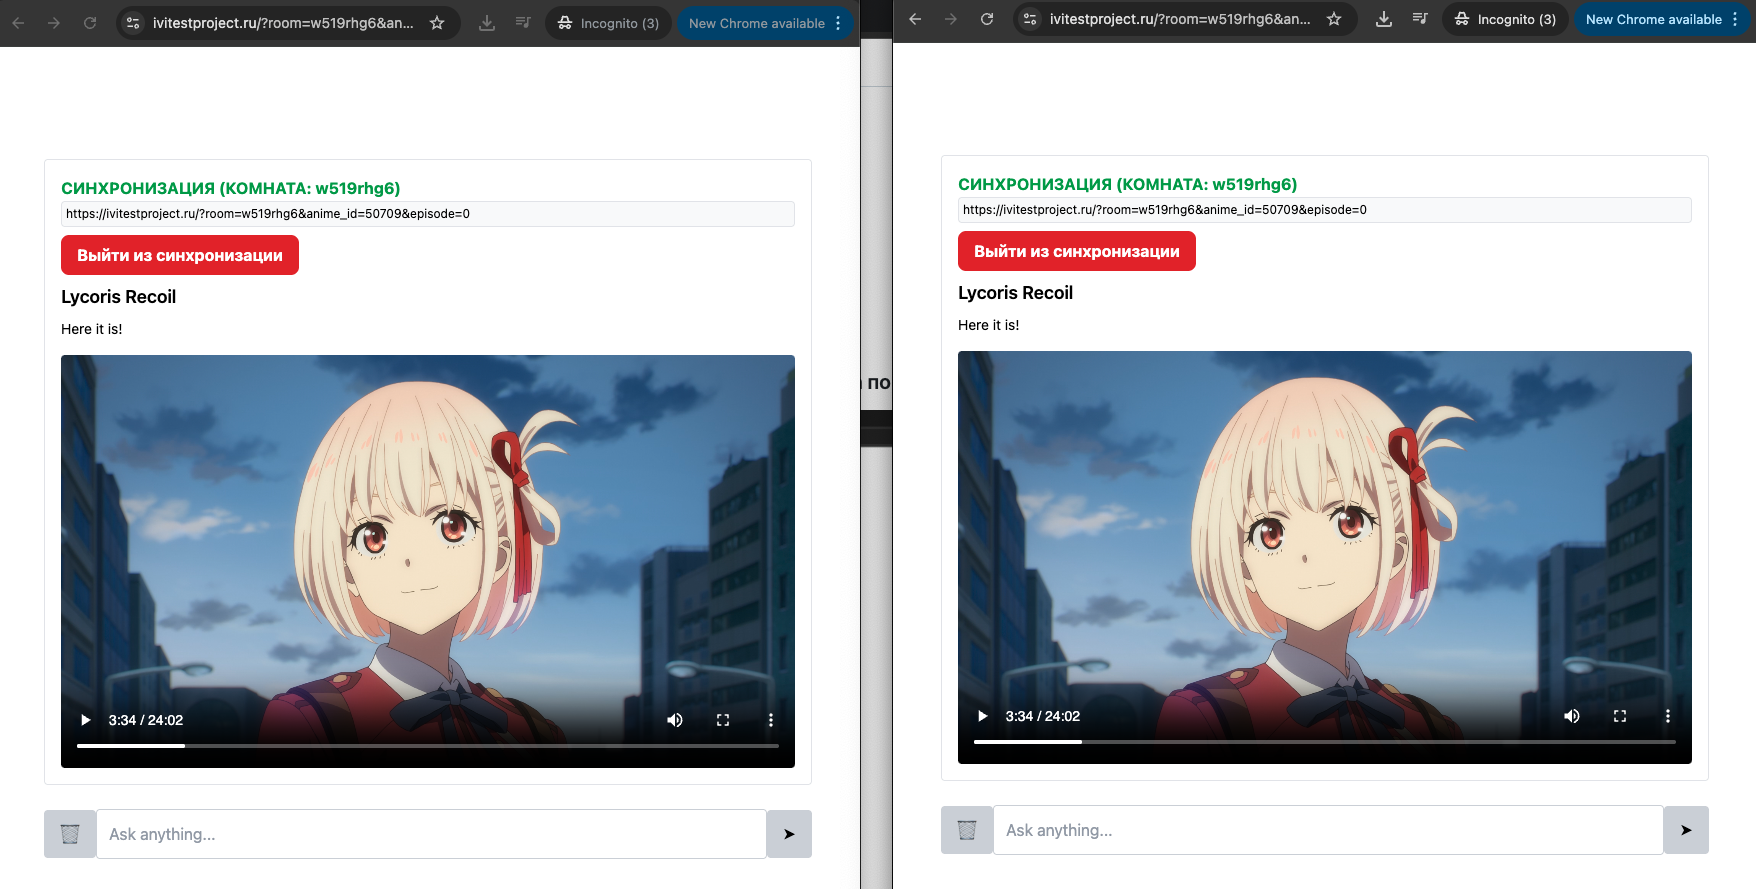 ivitestproject.ru/?room=w519rhg6&an...
Incognito (3)
New Chrome available
СИНХРОНИЗАЦИЯ (КОМНАТА: w519rhg6)
https://ivitestproject.ru/?room=w519rhg6&anime_id=50709&episode=0
Выйти из синхронизации
Lycoris Recoil
Here it is!
3:34 / 24:02
Ask anything...
по
ivitestproject.ru/?room=w519rhg6&an...
Incognito (3)
New Chrome available
СИНХРОНИЗАЦИЯ (КОМНАТА: w519rhg6)
https://ivitestproject.ru/?room=w519rhg6&anime_id=50709&episode=0
Выйти из синхронизации
Lycoris Recoil
Here it is!
3:34 / 24:02
Ask anything...